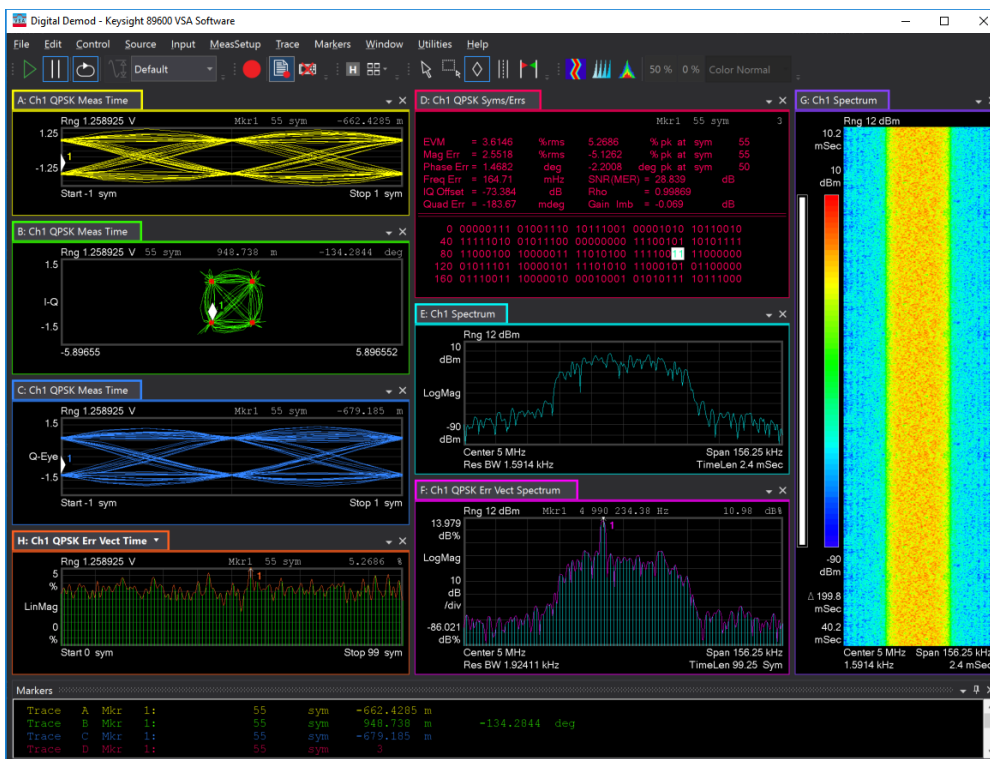 Digital Demod - Keysight 89600 VSA Software
File Edit Control Source Input MeasSetup Trace Markers Window Utilities Help
Default
50 % 0 % Color Normal
A: Ch1 QPSK Meas Time
Rng 1.258925 V Mkr1 55 sym -662.4285 m
1.25
1
-1.25
Start -1 sym Stop 1 sym
B: Ch1 QPSK Meas Time
Rng 1.258925 V 55 sym 948.738 m -134.2844 deg
1.5
I-Q
1
-1.5
-5.89655 5.896552
C: Ch1 QPSK Meas Time
Rng 1.258925 V Mkr1 55 sym -679.185 m
1.5
Q-Eye
1
-1.5
Start -1 sym Stop 1 sym
H: Ch1 QPSK Err Vect Time
Rng 1.258925 V Mkr1 55 sym 5.2686 %
5
%
1
LinMag
0
%
Start 0 sym Stop 99 sym
D: Ch1 QPSK Syms/Errs
Mkr1 55 sym 3
EVM = 3.6146 %rms 5.2686 % pk at sym 55
Mag Err = 2.5518 %rms -5.1262 % pk at sym 55
Phase Err = 1.4682 deg -2.2008 deg pk at sym 50
Freq Err = 164.71 mHz SNR(MER) = 28.839 dB
IQ Offset = -73.384 dB Rho = 0.99869
Quad Err = -183.67 mdeg Gain Imb = -0.069 dB
0 00000111 01001110 10111001 00001010 10110010
40 11111010 01011100 00000000 11100101 10101111
80 11000100 10000011 11010100 11110011 11000000
120 01011101 10000101 11101010 11000101 01100000
160 01110011 10000010 00010001 01010111 10111000
E: Ch1 Spectrum
Rng 12 dBm
10
dBm
LogMag
-90
dBm
Center 5 MHz Span 156.25 kHz
Res BW 1.5914 kHz TimeLen 2.4 mSec
F: Ch1 QPSK Err Vect Spectrum
Rng 12 dBm Mkr1 4 990 234.38 Hz 10.98 dB%
13.979
dB%
1
LogMag
10
dB
/div
-86.021
dB%
Center 5 MHz Span 156.25 kHz
Res BW 1.92411 kHz TimeLen 99.25 Sym
G: Ch1 Spectrum
Rng 12 dBm
10.2
mSec
10
dBm
-90
dBm
Δ 199.8
mSec
40.2
mSec
Center 5 MHz Span 156.25 kHz
1.5914 kHz 2.4 mSec
Markers
Trace A Mkr 1: 55 sym -662.4285 m
Trace B Mkr 1: 55 sym 948.738 m -134.2844 deg
Trace C Mkr 1: 55 sym -679.185 m
Trace D Mkr 1: 55 sym 3